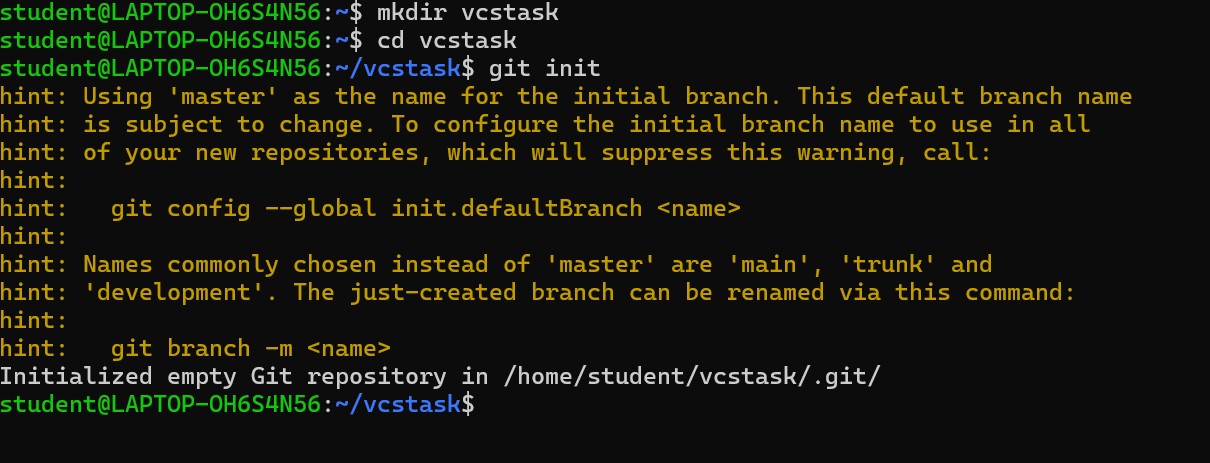 student@LAPTOP-OH6S4N56:~$ mkdir vcstask
student@LAPTOP-OH6S4N56:~$ cd vcstask
student@LAPTOP-OH6S4N56:~/vcstask$ git init
hint: Using 'master' as the name for the initial branch. This default branch name
hint: is subject to change. To configure the initial branch name to use in all
hint: of your new repositories, which will suppress this warning, call:
hint:
hint:   git config --global init.defaultBranch <name>
hint:
hint: Names commonly chosen instead of 'master' are 'main', 'trunk' and
hint: 'development'. The just-created branch can be renamed via this command:
hint:
hint:   git branch -m <name>
Initialized empty Git repository in /home/student/vcstask/.git/
student@LAPTOP-OH6S4N56:~/vcstask$